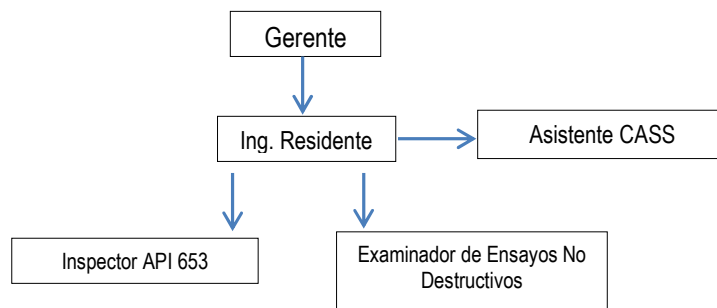 Gerente
Ing. Residente
Asistente CASS
Inspector API 653
Examinador de Ensayos No
Destructivos